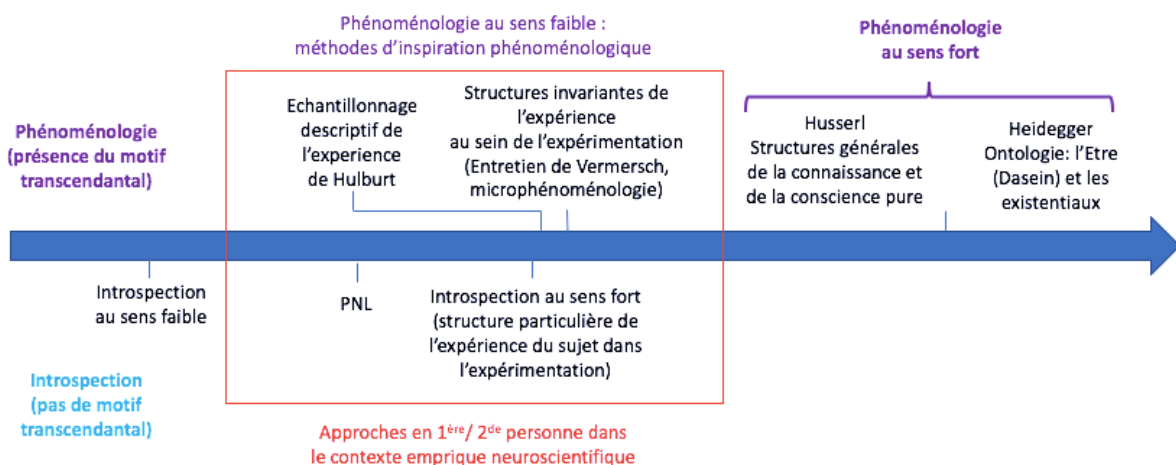 Phénoménologie au sens faible :
méthodes d'inspiration phénoménologique
Phénoménologie
au sens fort
Phénoménologie
(présence du motif
transcendantal)
Echantillonnage
descriptif de
l'experience
de Hulburt
Structures invariantes de
l'expérience
au sein de l'expérimentation
(Entretien de Vermersch,
microphénoménologie)
Husserl
Structures générales
de la connaissance et
de la conscience pure
Heidegger
Ontologie: l'Etre
(Dasein) et les
existentiaux
Introspection
au sens faible
PNL
Introspection au sens fort
(structure particulière de
l'expérience du sujet dans
l'expérimentation)
Introspection
(pas de motif
transcendantal)
Approches en 1ère/ 2de personne dans
le contexte emprique neuroscientifique